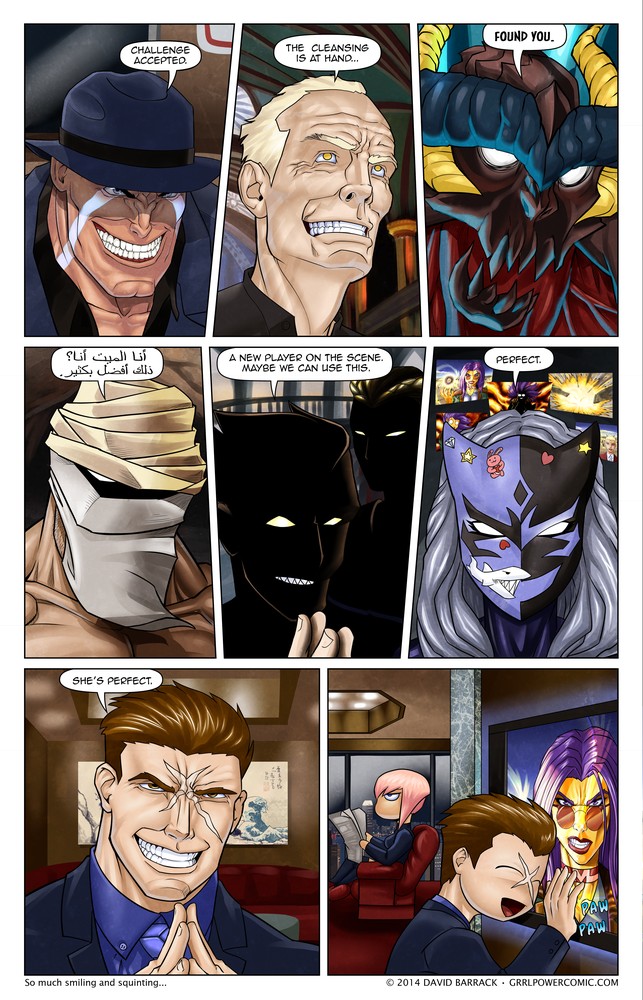 CHALLENGE
ACCEPTED.
THE CLEANSING
IS AT HAND...
FOUND YOU.
أنا الميت أنا؟
ذلك أفضل بكثير.
A NEW PLAYER ON THE SCENE.
MAYBE WE CAN USE THIS.
PERFECT.
SHE'S PERFECT.
PAW
PAW
So much smiling and squinting...
© 2014 DAVID BARRACK · GRRLPOWERCOMIC.COM